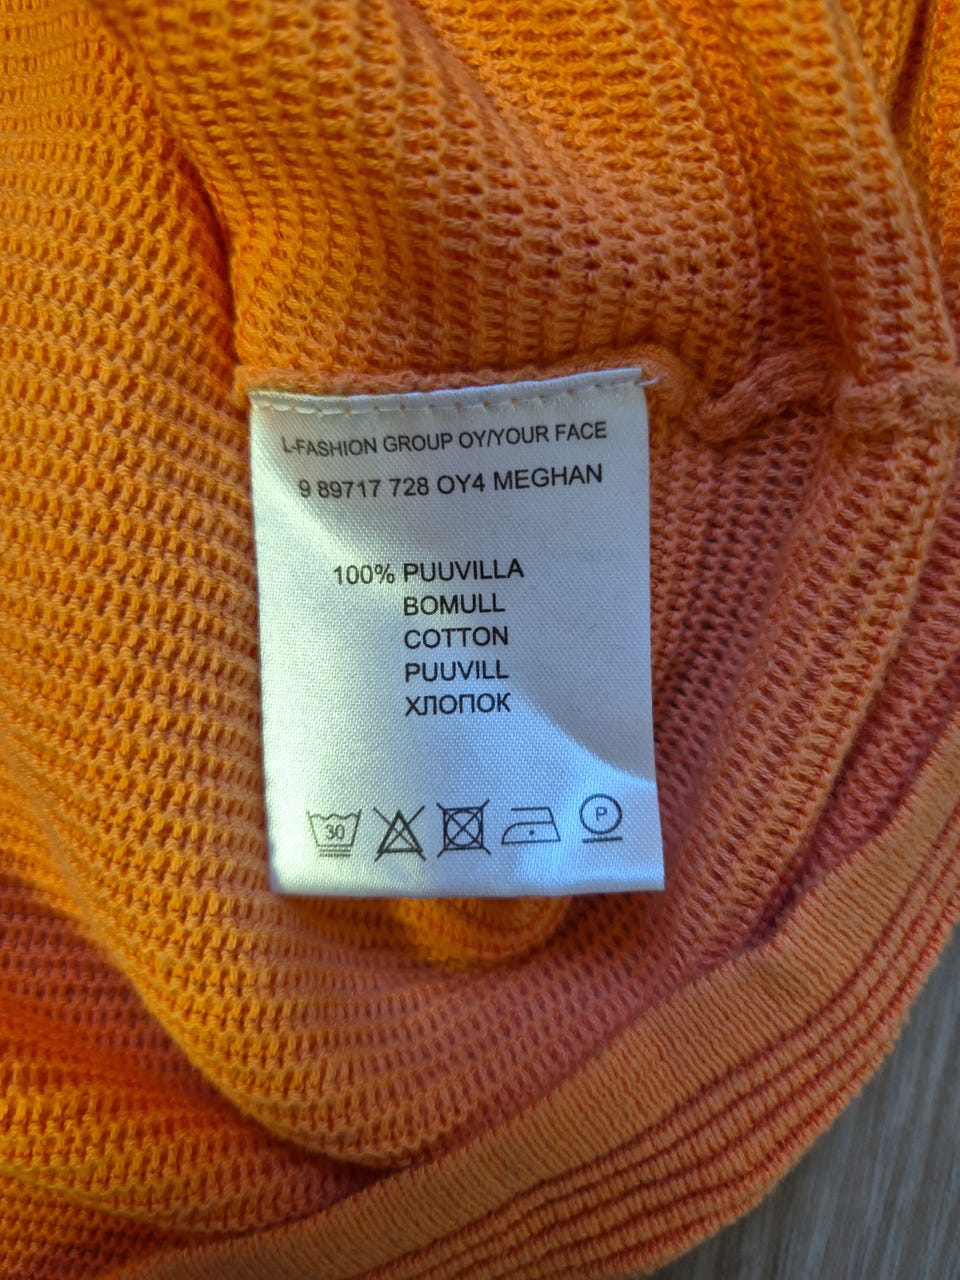 L-FASHION GROUP OY/YOUR FACE
9 89717 728 OY4 MEGHAN
100% PUUVILLA
BOMULL
COTTON
PUUVILL
ХЛОПОК
30
P